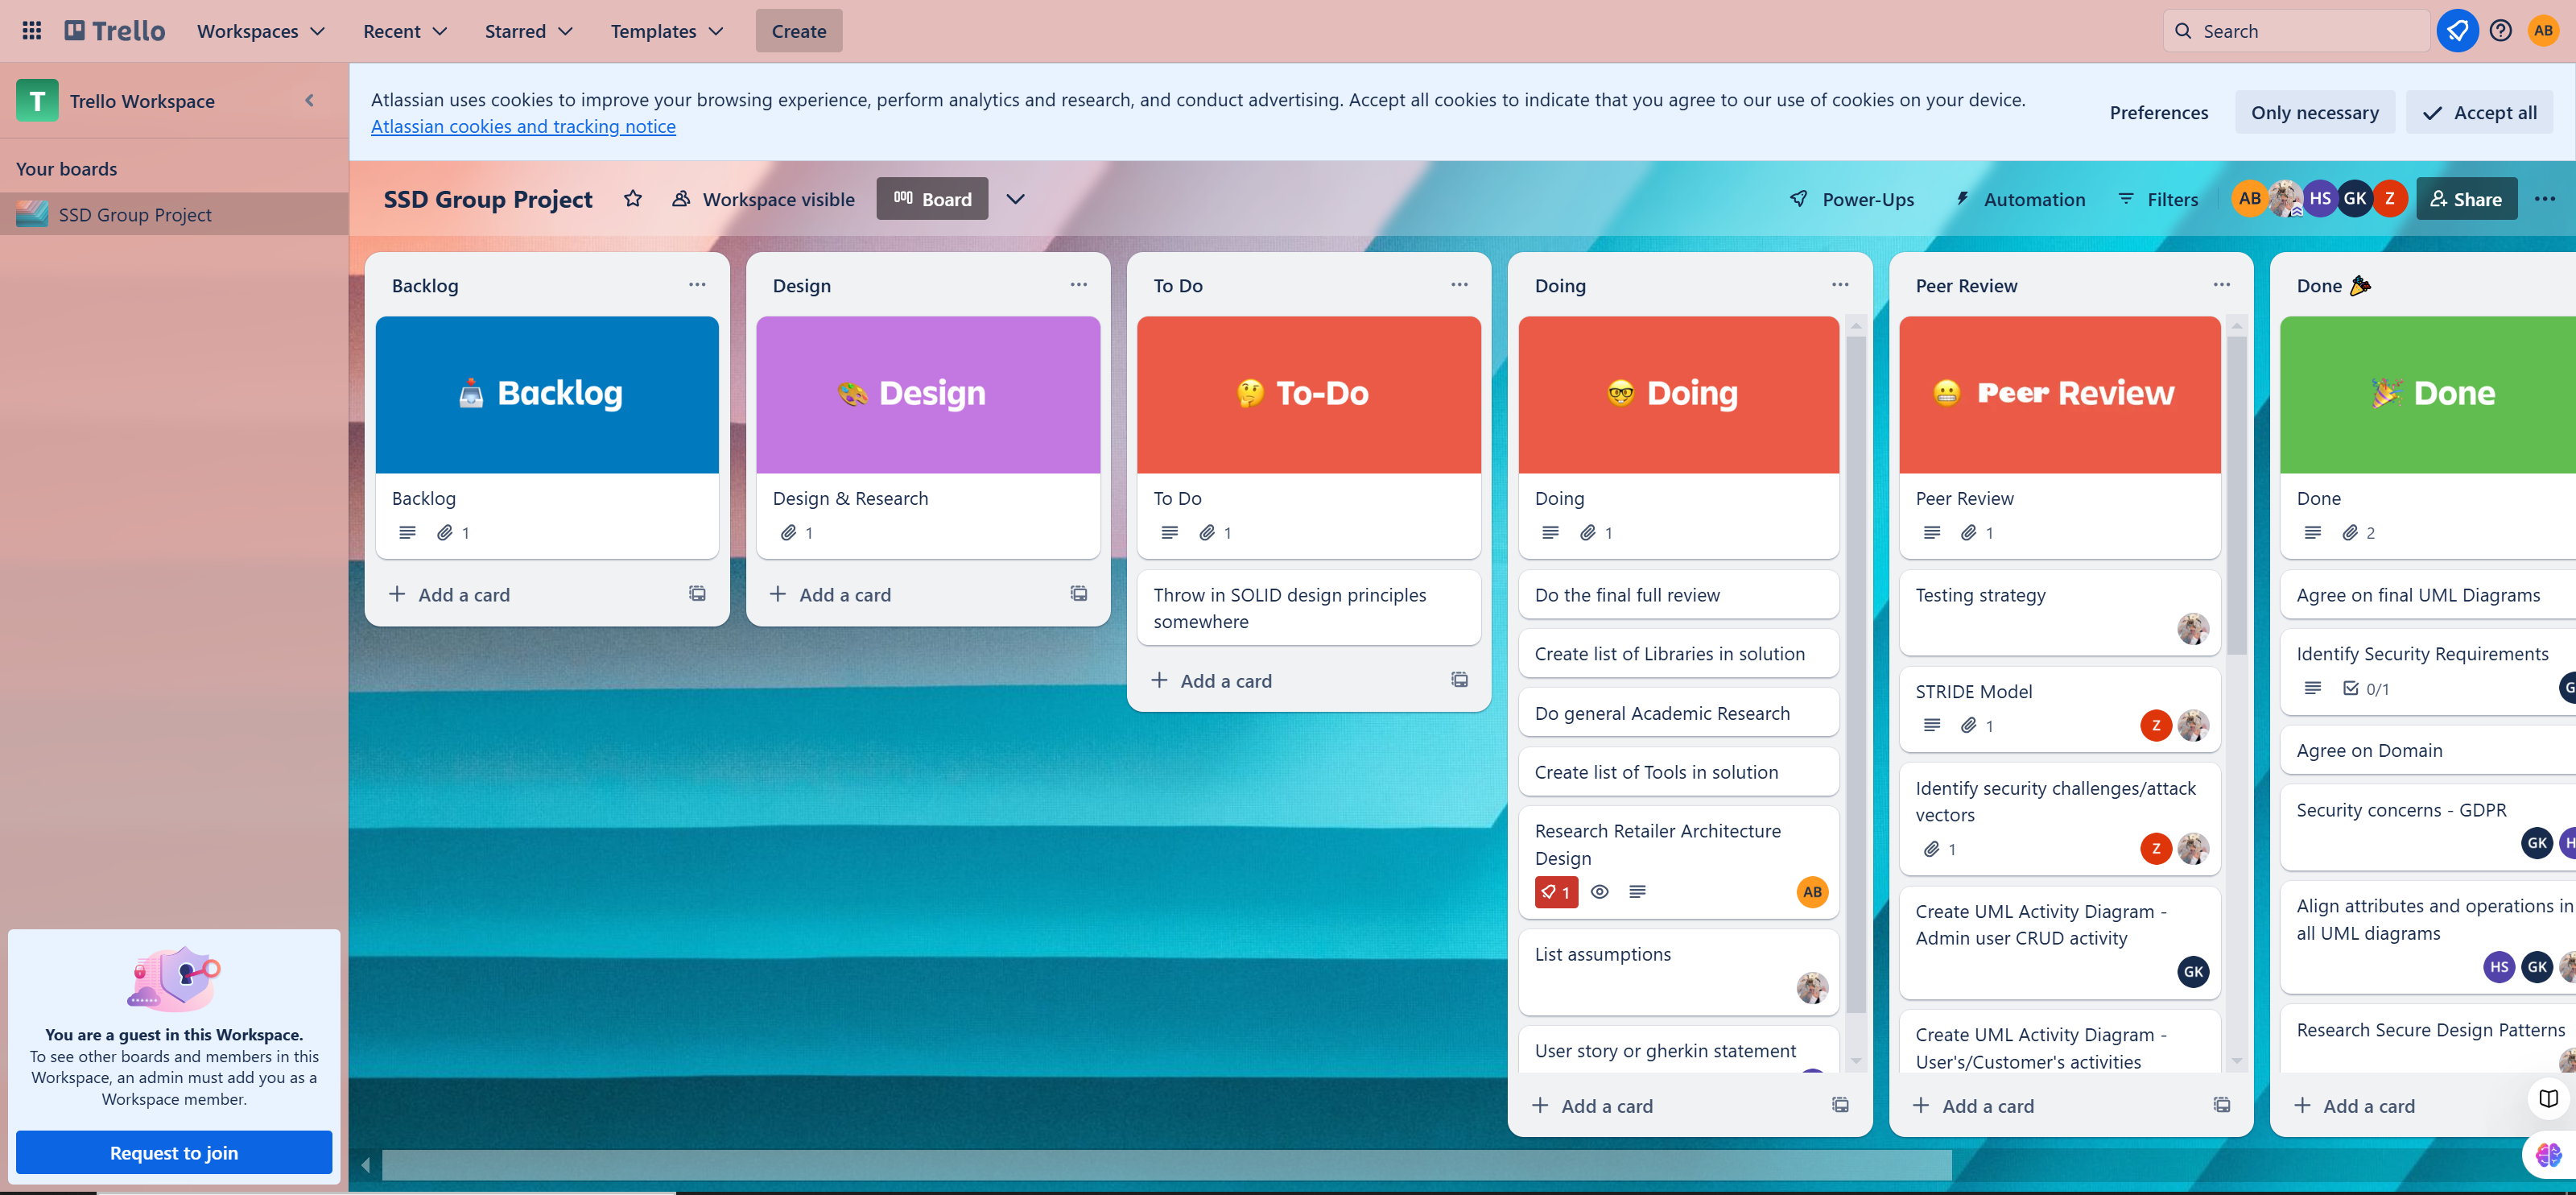 Trello
Workspaces
Recent
Starred
Templates
Create
Search
AB
T
Trello Workspace
Your boards
SSD Group Project
You are a guest in this Workspace.
To see other boards and members in this
Workspace, an admin must add you as a
Workspace member.
Request to join
Atlassian uses cookies to improve your browsing experience, perform analytics and research, and conduct advertising. Accept all cookies to indicate that you agree to our use of cookies on your device.
Atlassian cookies and tracking notice
Preferences
Only necessary
Accept all
SSD Group Project
Workspace visible
Board
Power-Ups
Automation
Filters
AB
HS
GK
Z
Share
Backlog
Backlog
Backlog
1
Add a card
Design
Design
Design & Research
1
Add a card
To Do
To-Do
To Do
1
Throw in SOLID design principles
somewhere
Add a card
Doing
Doing
Doing
1
Do the final full review
Create list of Libraries in solution
Do general Academic Research
Create list of Tools in solution
Research Retailer Architecture
Design
1
AB
List assumptions
User story or gherkin statement
Add a card
Peer Review
Peer Review
Peer Review
1
Testing strategy
STRIDE Model
1
Z
Identify security challenges/attack
vectors
1
Z
Create UML Activity Diagram -
Admin user CRUD activity
GK
Create UML Activity Diagram -
User's/Customer's activities
Add a card
Done
Done
Done
2
Agree on final UML Diagrams
Identify Security Requirements
0/1
G
Agree on Domain
Security concerns - GDPR
GK
H
Align attributes and operations in
all UML diagrams
HS
GK
Research Secure Design Patterns
Add a card